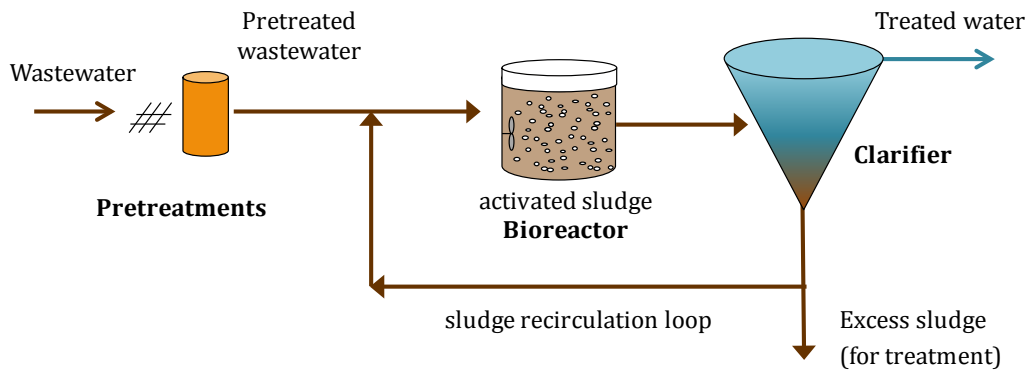 Wastewater
Pretreated
wastewater
Treated water
Pretreatments
activated sludge
Bioreactor
Clarifier
sludge recirculation loop
Excess sludge
(for treatment)